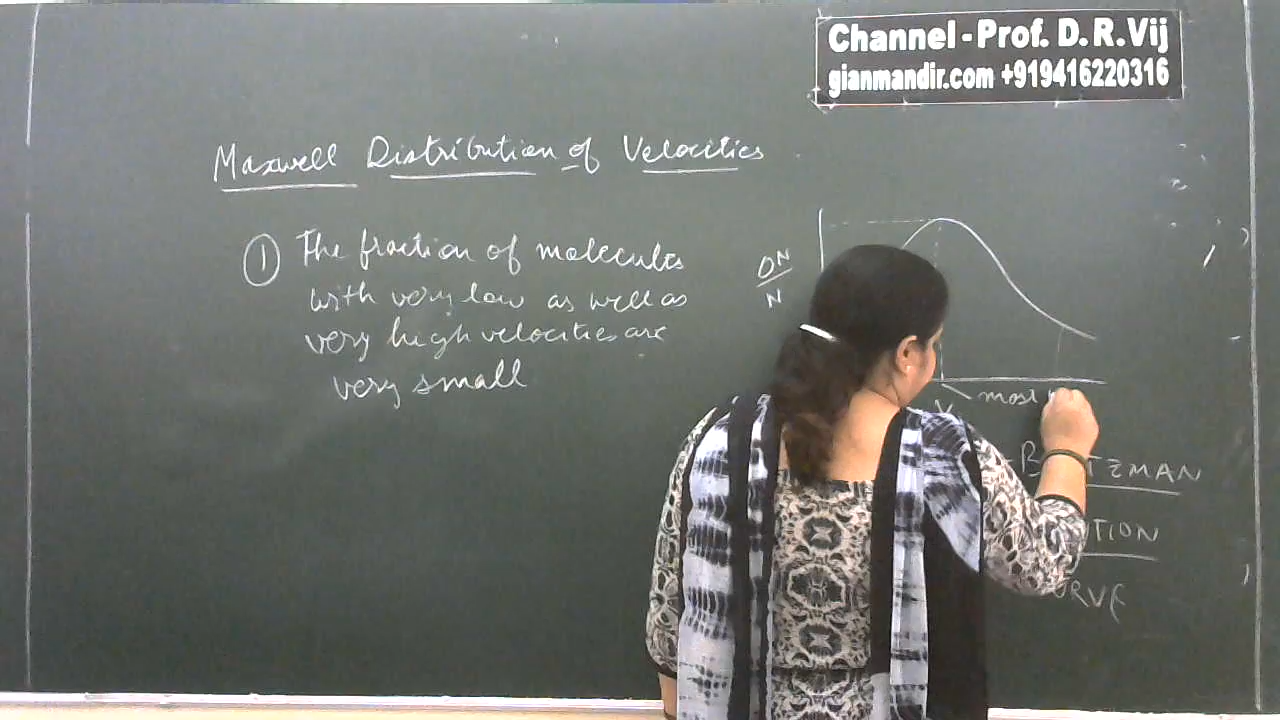 Channel - Prof. D. R. Vij
gianmandir.com +919416220316
Maxwell Distribution of Velocities
① The fraction of molecules
with very low as well as
very high velocities are
very small
ΔN
N
V
most